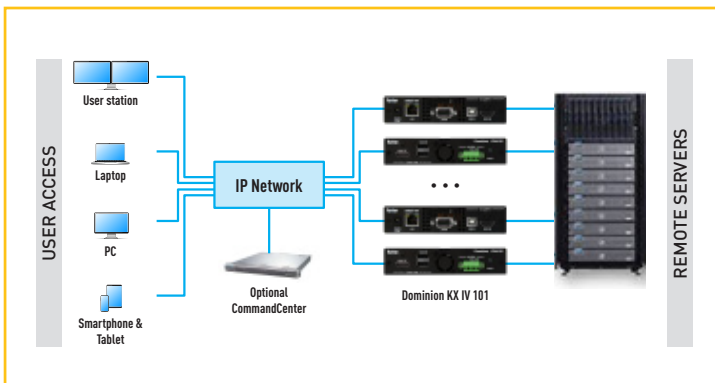 USER ACCESS
User station
Laptop
PC
Smartphone &
Tablet
IP Network
Optional
CommandCenter
• • •
Dominion KX IV 101
REMOTE SERVERS